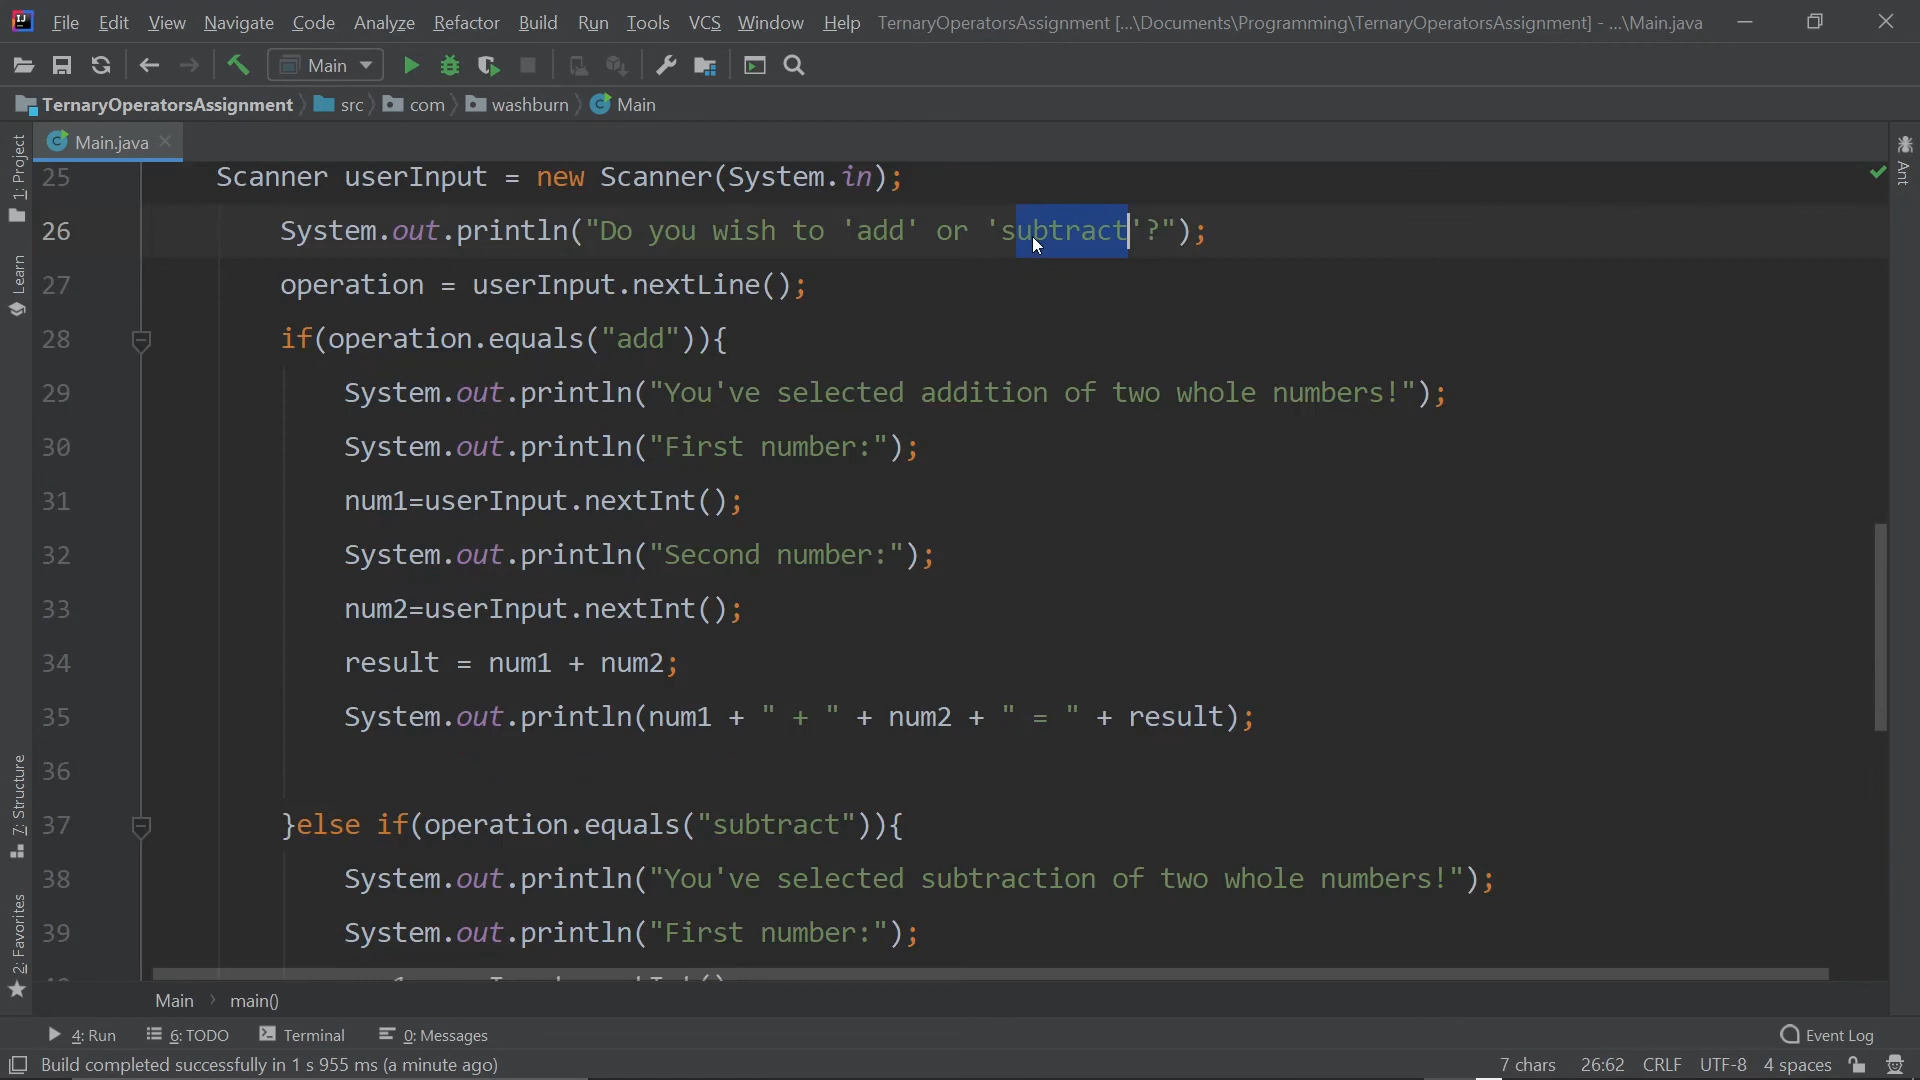 File Edit View Navigate Code Analyze Refactor Build Run Tools VCS Window Help TernaryOperatorsAssignment [...\Documents\Programming\TernaryOperatorsAssignment] - ...\Main.java
Main
TernaryOperatorsAssignment src com washburn Main
Main.java
1: Project
Learn
7: Structure
2: Favorites
Ant
25 Scanner userInput = new Scanner(System.in);
26 System.out.println("Do you wish to 'add' or 'subtract'?");
27 operation = userInput.nextLine();
28 if(operation.equals("add")){
29 System.out.println("You've selected addition of two whole numbers!");
30 System.out.println("First number:");
31 num1=userInput.nextInt();
32 System.out.println("Second number:");
33 num2=userInput.nextInt();
34 result = num1 + num2;
35 System.out.println(num1 + " + " + num2 + " = " + result);
36
37 }else if(operation.equals("subtract")){
38 System.out.println("You've selected subtraction of two whole numbers!");
39 System.out.println("First number:");
Main main()
4: Run 6: TODO Terminal 0: Messages Event Log
Build completed successfully in 1 s 955 ms (a minute ago) 7 chars 26:62 CRLF UTF-8 4 spaces